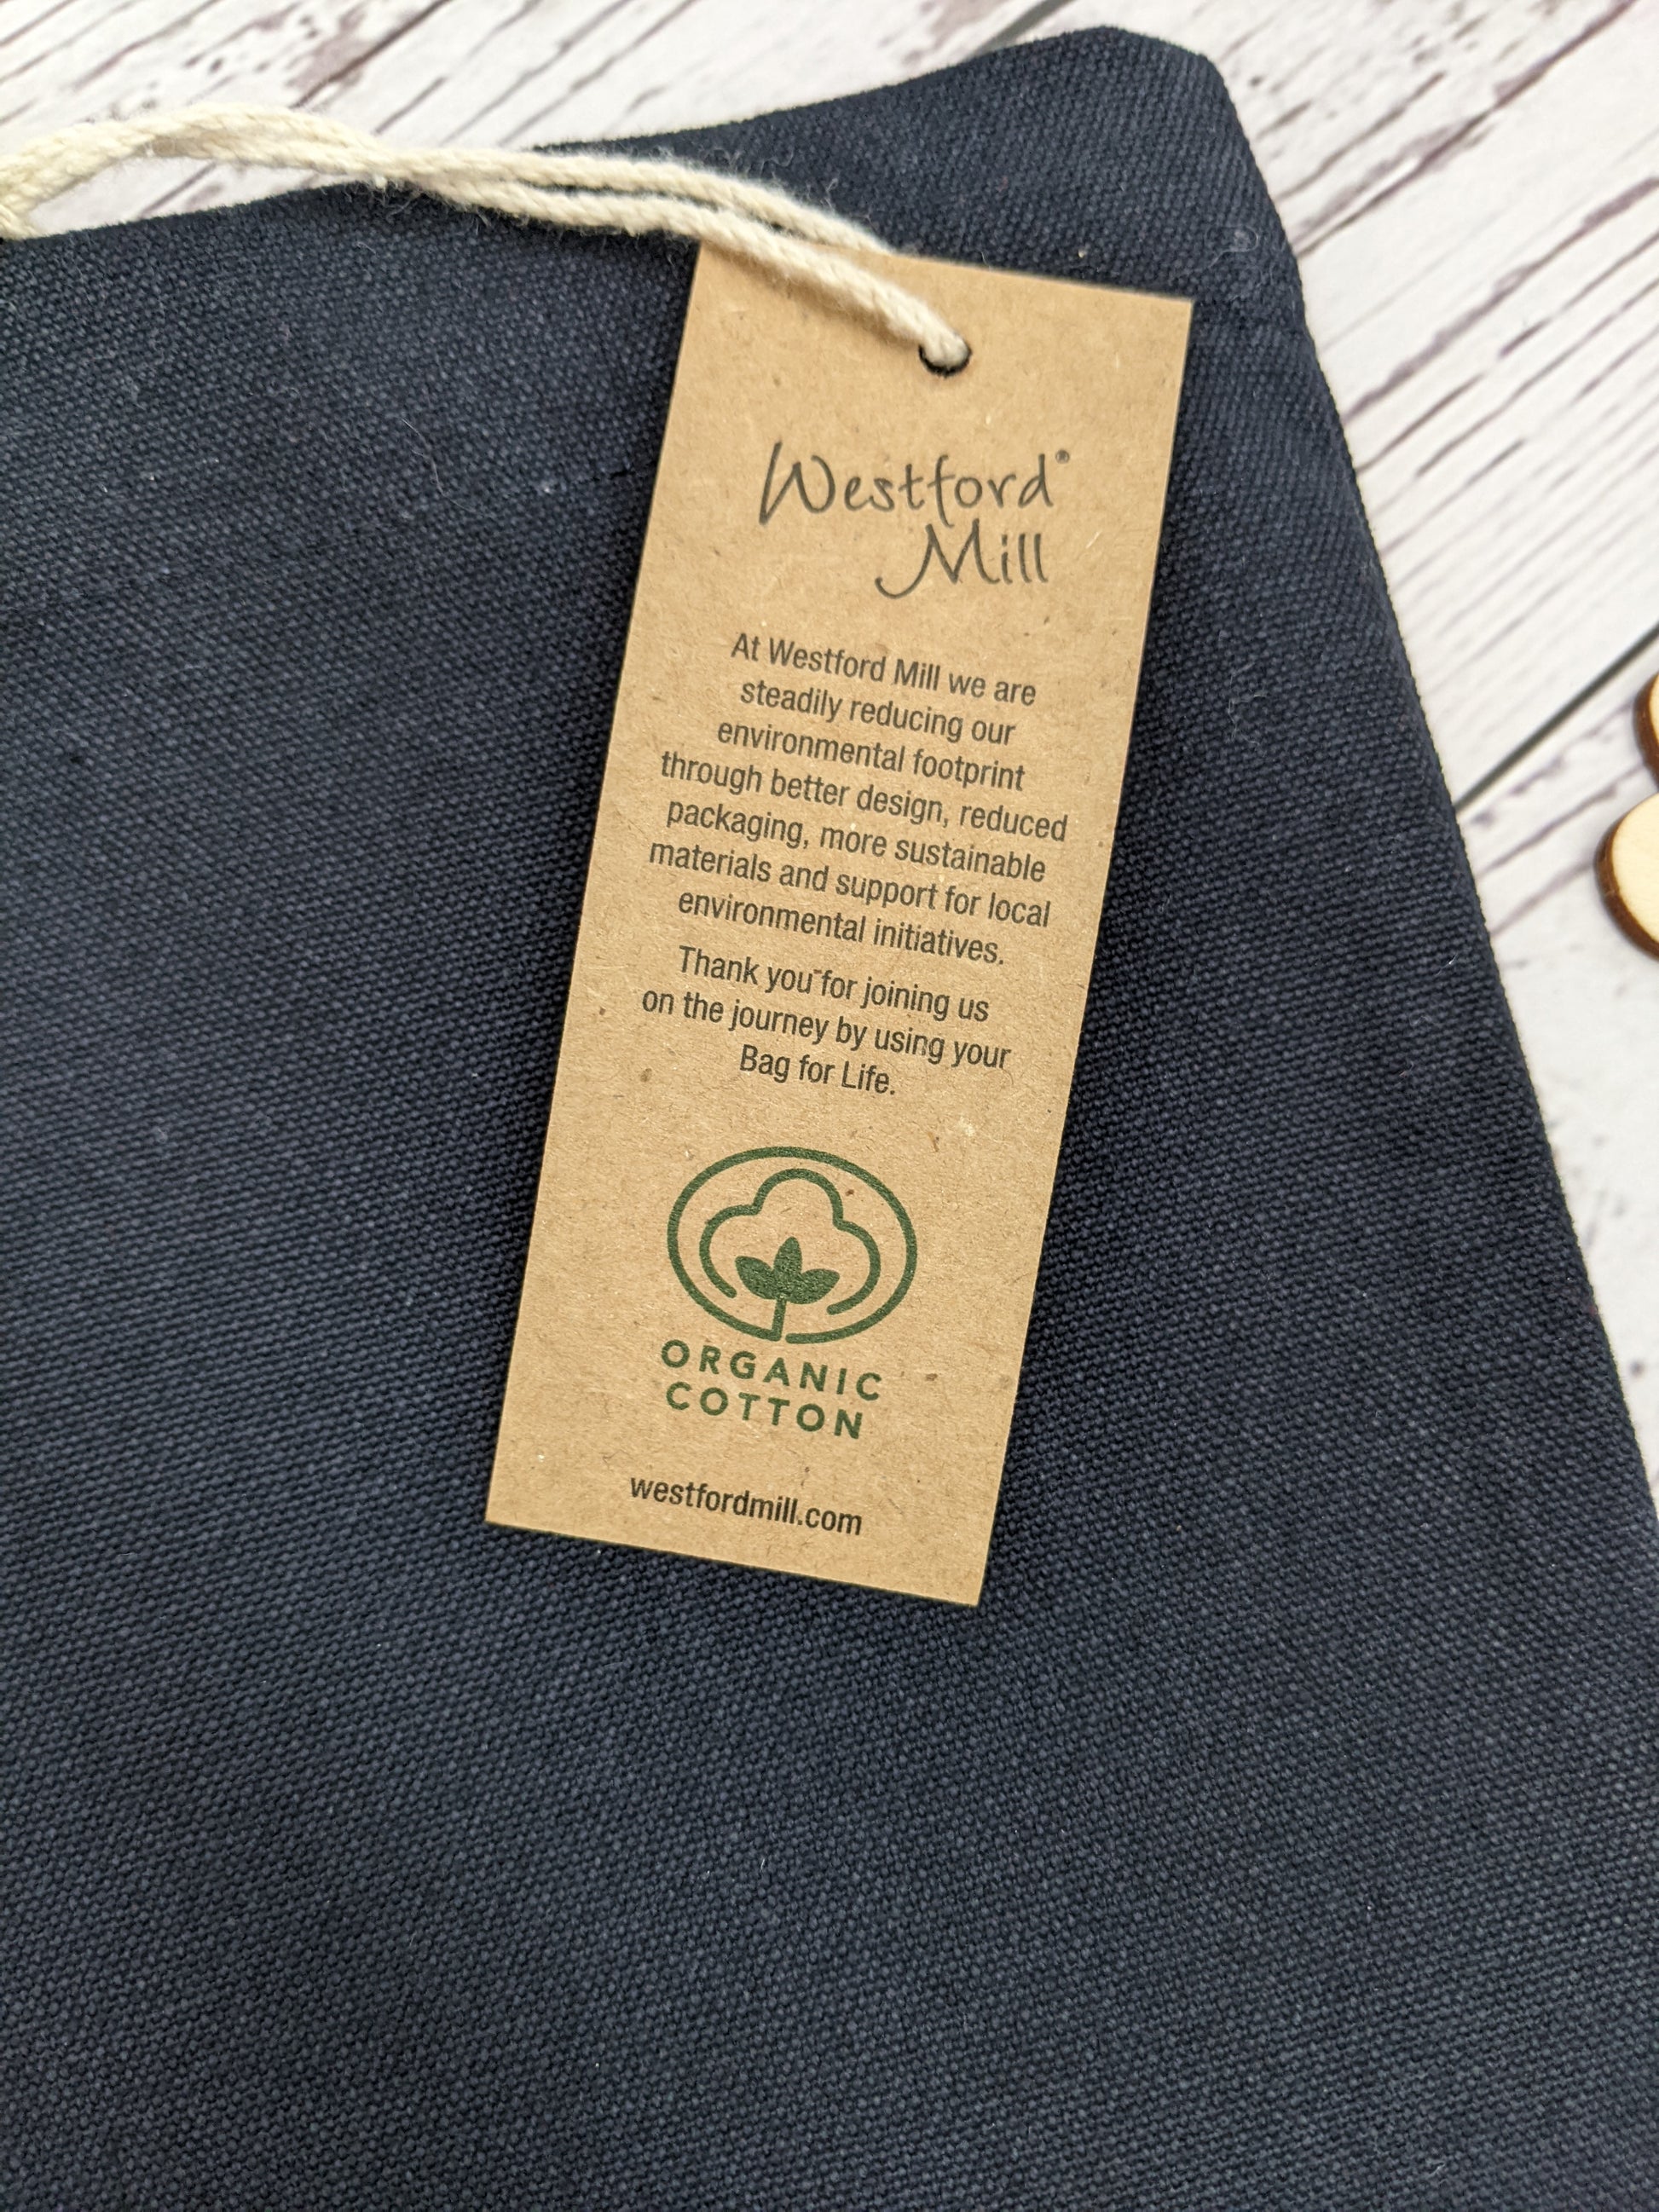 Westford®
Mill
At Westford Mill we are
steadily reducing our
environmental footprint
through better design, reduced
packaging, more sustainable
materials and support for local
environmental initiatives.
Thank you for joining us
on the journey by using your
Bag for Life.
ORGANIC
COTTON
westfordmill.com